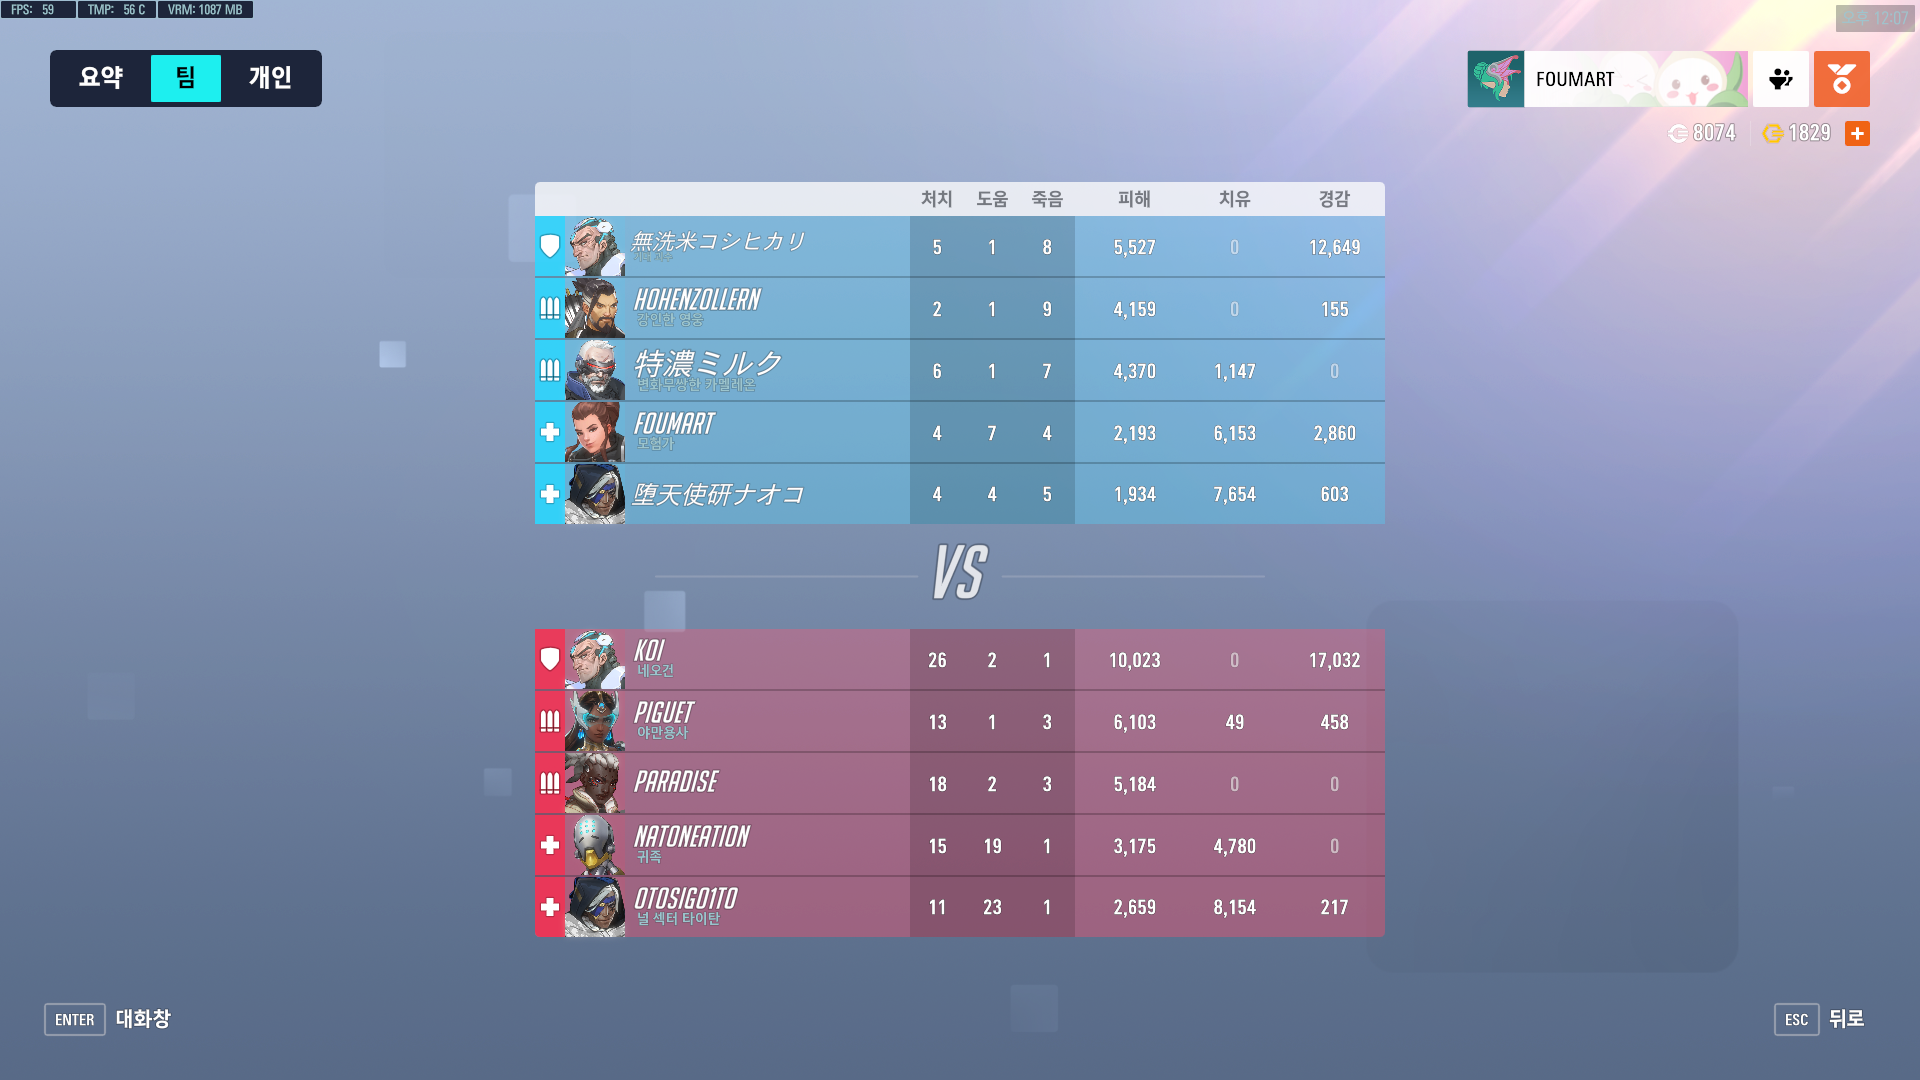 FPS: 59 TMP: 56 C VRM: 1087 MB
오후 12:07
요약 팀 개인
FOUMART
8074 1829 +
처치 도움 죽음 피해 치유 경감
無洗米コシヒカリ 5 1 8 5,527 0 12,649
HOHENZOLLERN 2 1 9 4,159 0 155
강인한 영웅
特濃ミルク 6 1 7 4,370 1,147 0
변화무쌍한 카멜레온
FOUMART 4 7 4 2,193 6,153 2,860
모험가
堕天使研ナオコ 4 4 5 1,934 7,654 603
VS
KOI 26 2 1 10,023 0 17,032
네오건
PIGUET 13 1 3 6,103 49 458
야만용사
PARADISE 18 2 3 5,184 0 0
NATONEATION 15 19 1 3,175 4,780 0
귀족
OTOSIGO1TO 11 23 1 2,659 8,154 217
널 섹터 타이탄
ENTER 대화창
ESC 뒤로